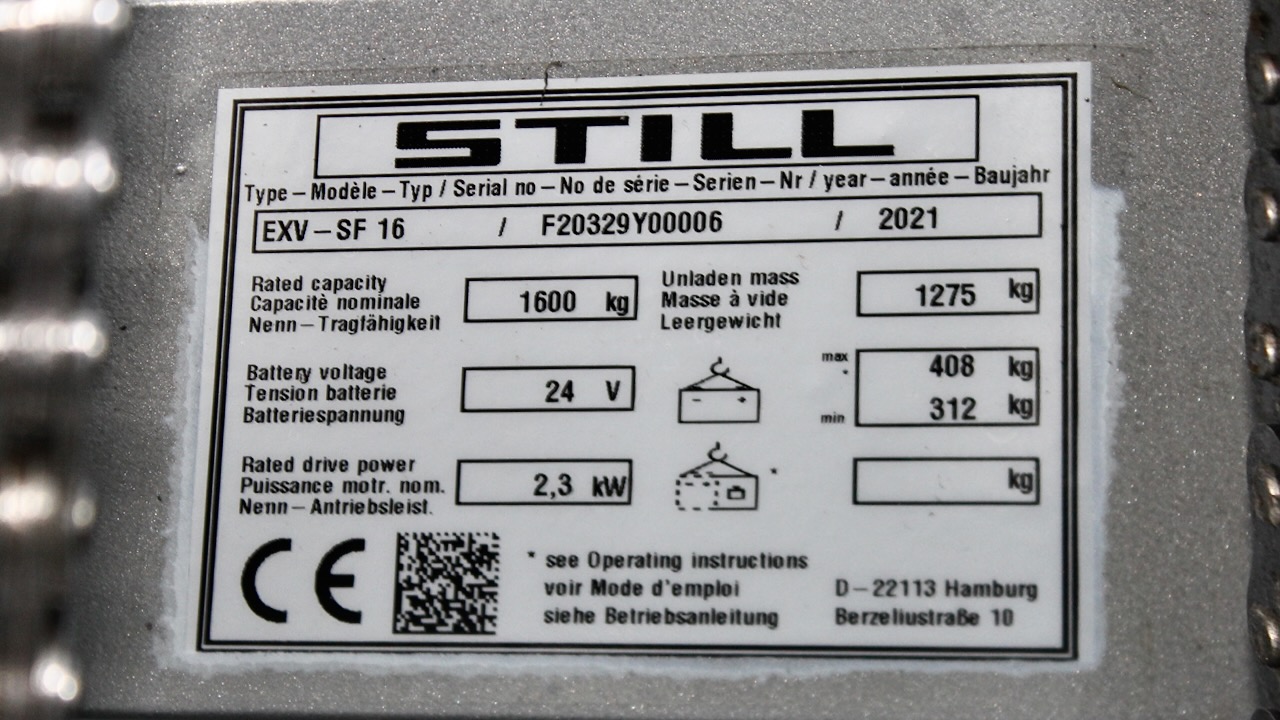 STILL
Type – Modèle – Typ / Serial no – No de série – Serien – Nr / year – année – Baujahr
EXV – SF 16 / F20329Y00006 / 2021
Rated capacity
Capacitè nominale
Nenn – Tragfähigkeit
1600 kg
Unladen mass
Masse à vide
Leergewicht
1275 kg
Battery voltage
Tension batterie
Batteriespannung
24 V
- +
max
*
408 kg
min
312 kg
Rated drive power
Puissance motr. nom.
Nenn – Antriebsleist.
2,3 kW
*
kg
CE
* see Operating instructions
voir Mode d'emploi
siehe Betriebsanleitung
D – 22113 Hamburg
Berzeliustraße 10